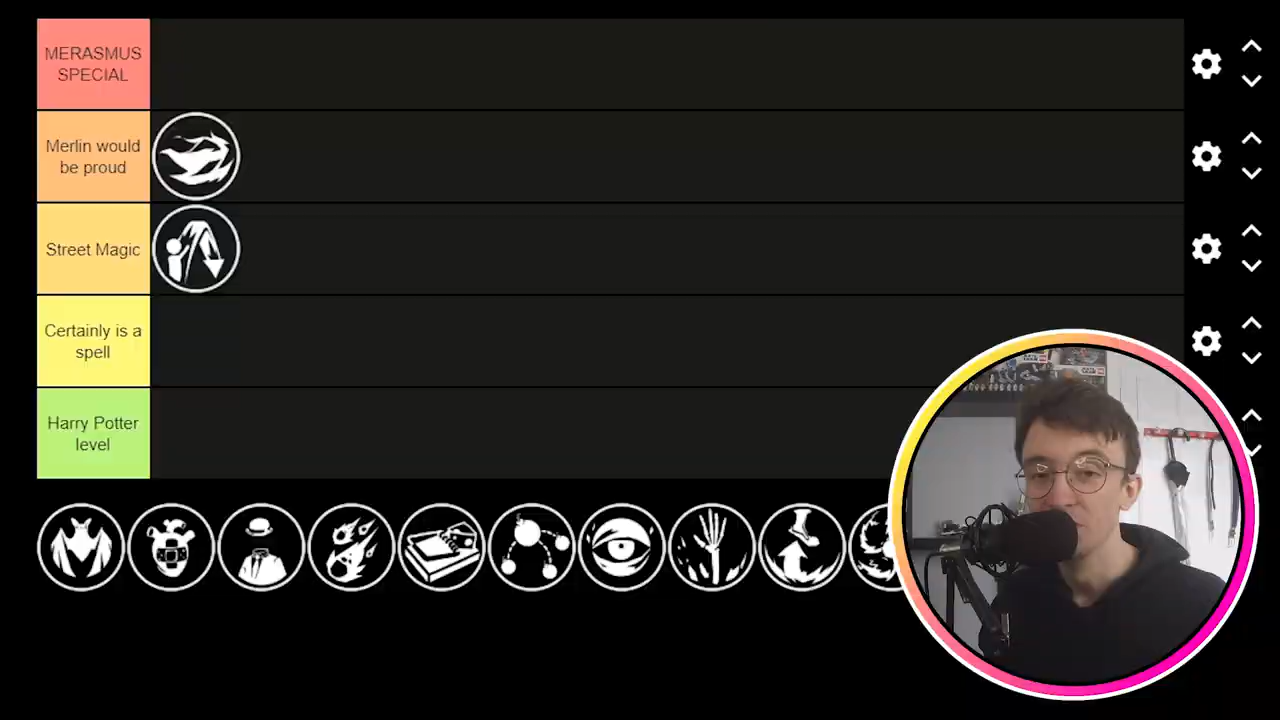 MERASMUS
SPECIAL
Merlin would
be proud
Street Magic
Certainly is a
spell
Harry Potter
level